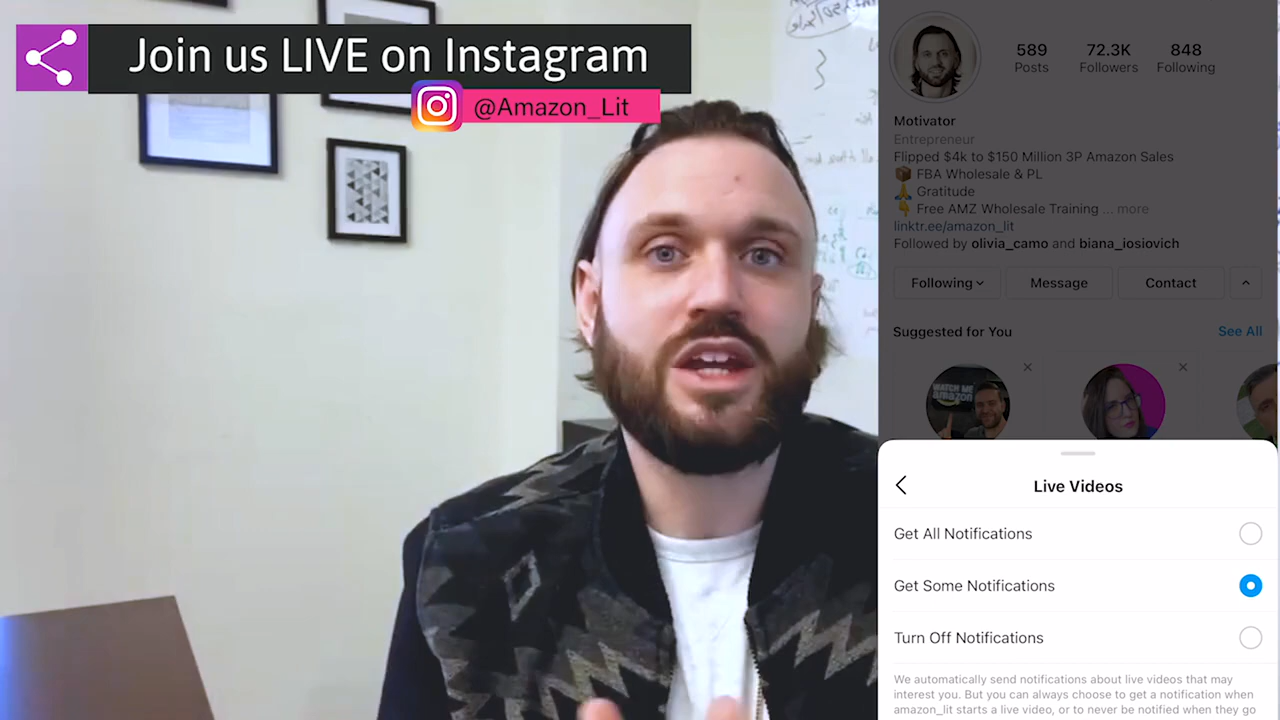 Join us LIVE on Instagram
@Amazon_Lit
589
72.3K
848
Posts
Followers
Following
Motivator
Entrepreneur
Flipped $4k to $150 Million 3P Amazon Sales
📦 FBA Wholesale & PL
🙏 Gratitude
👇 Free AMZ Wholesale Training ... more
linktr.ee/amazon_lit
Followed by olivia_camo and biana_iosiovich
Following
Message
Contact
Suggested for You
See All
WATCH ME
amazon
Live Videos
Get All Notifications
Get Some Notifications
Turn Off Notifications
We automatically send notifications about live videos that may
interest you. But you can always choose to get a notification when
amazon_lit starts a live video, or to never be notified when they go